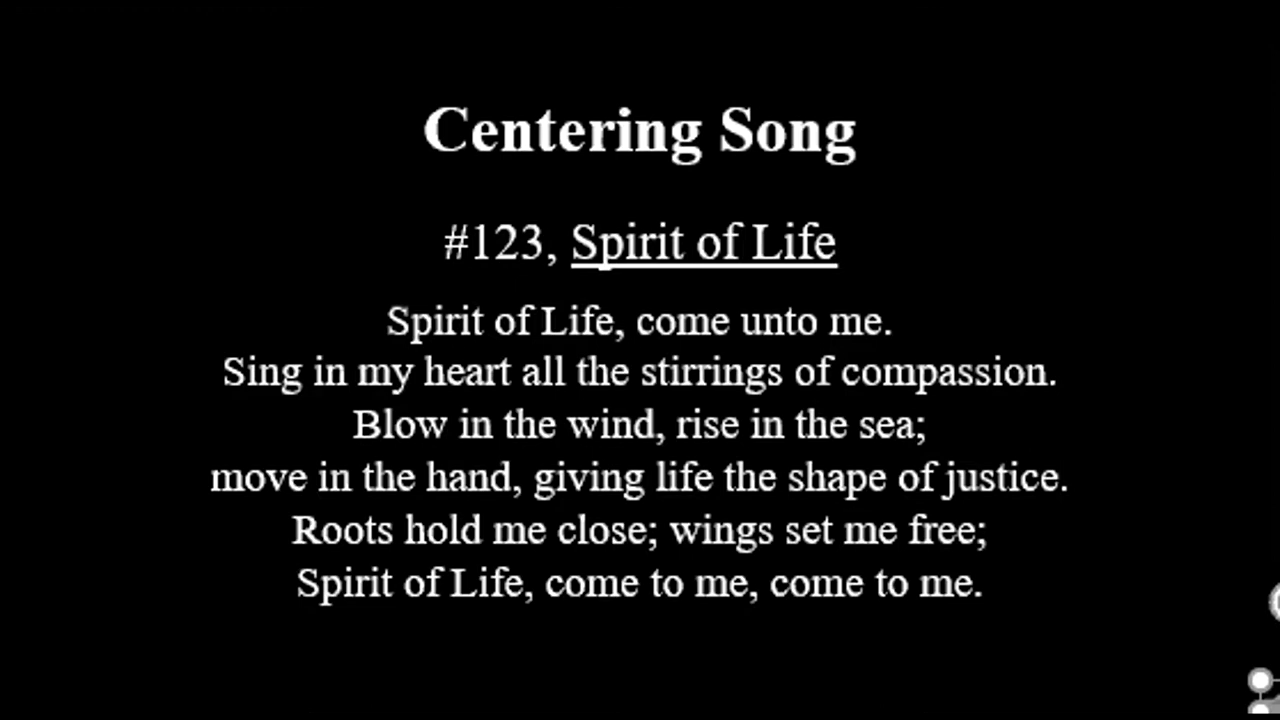 Centering Song
#123, Spirit of Life
Spirit of Life, come unto me.
Sing in my heart all the stirrings of compassion.
Blow in the wind, rise in the sea;
move in the hand, giving life the shape of justice.
Roots hold me close; wings set me free;
Spirit of Life, come to me, come to me.